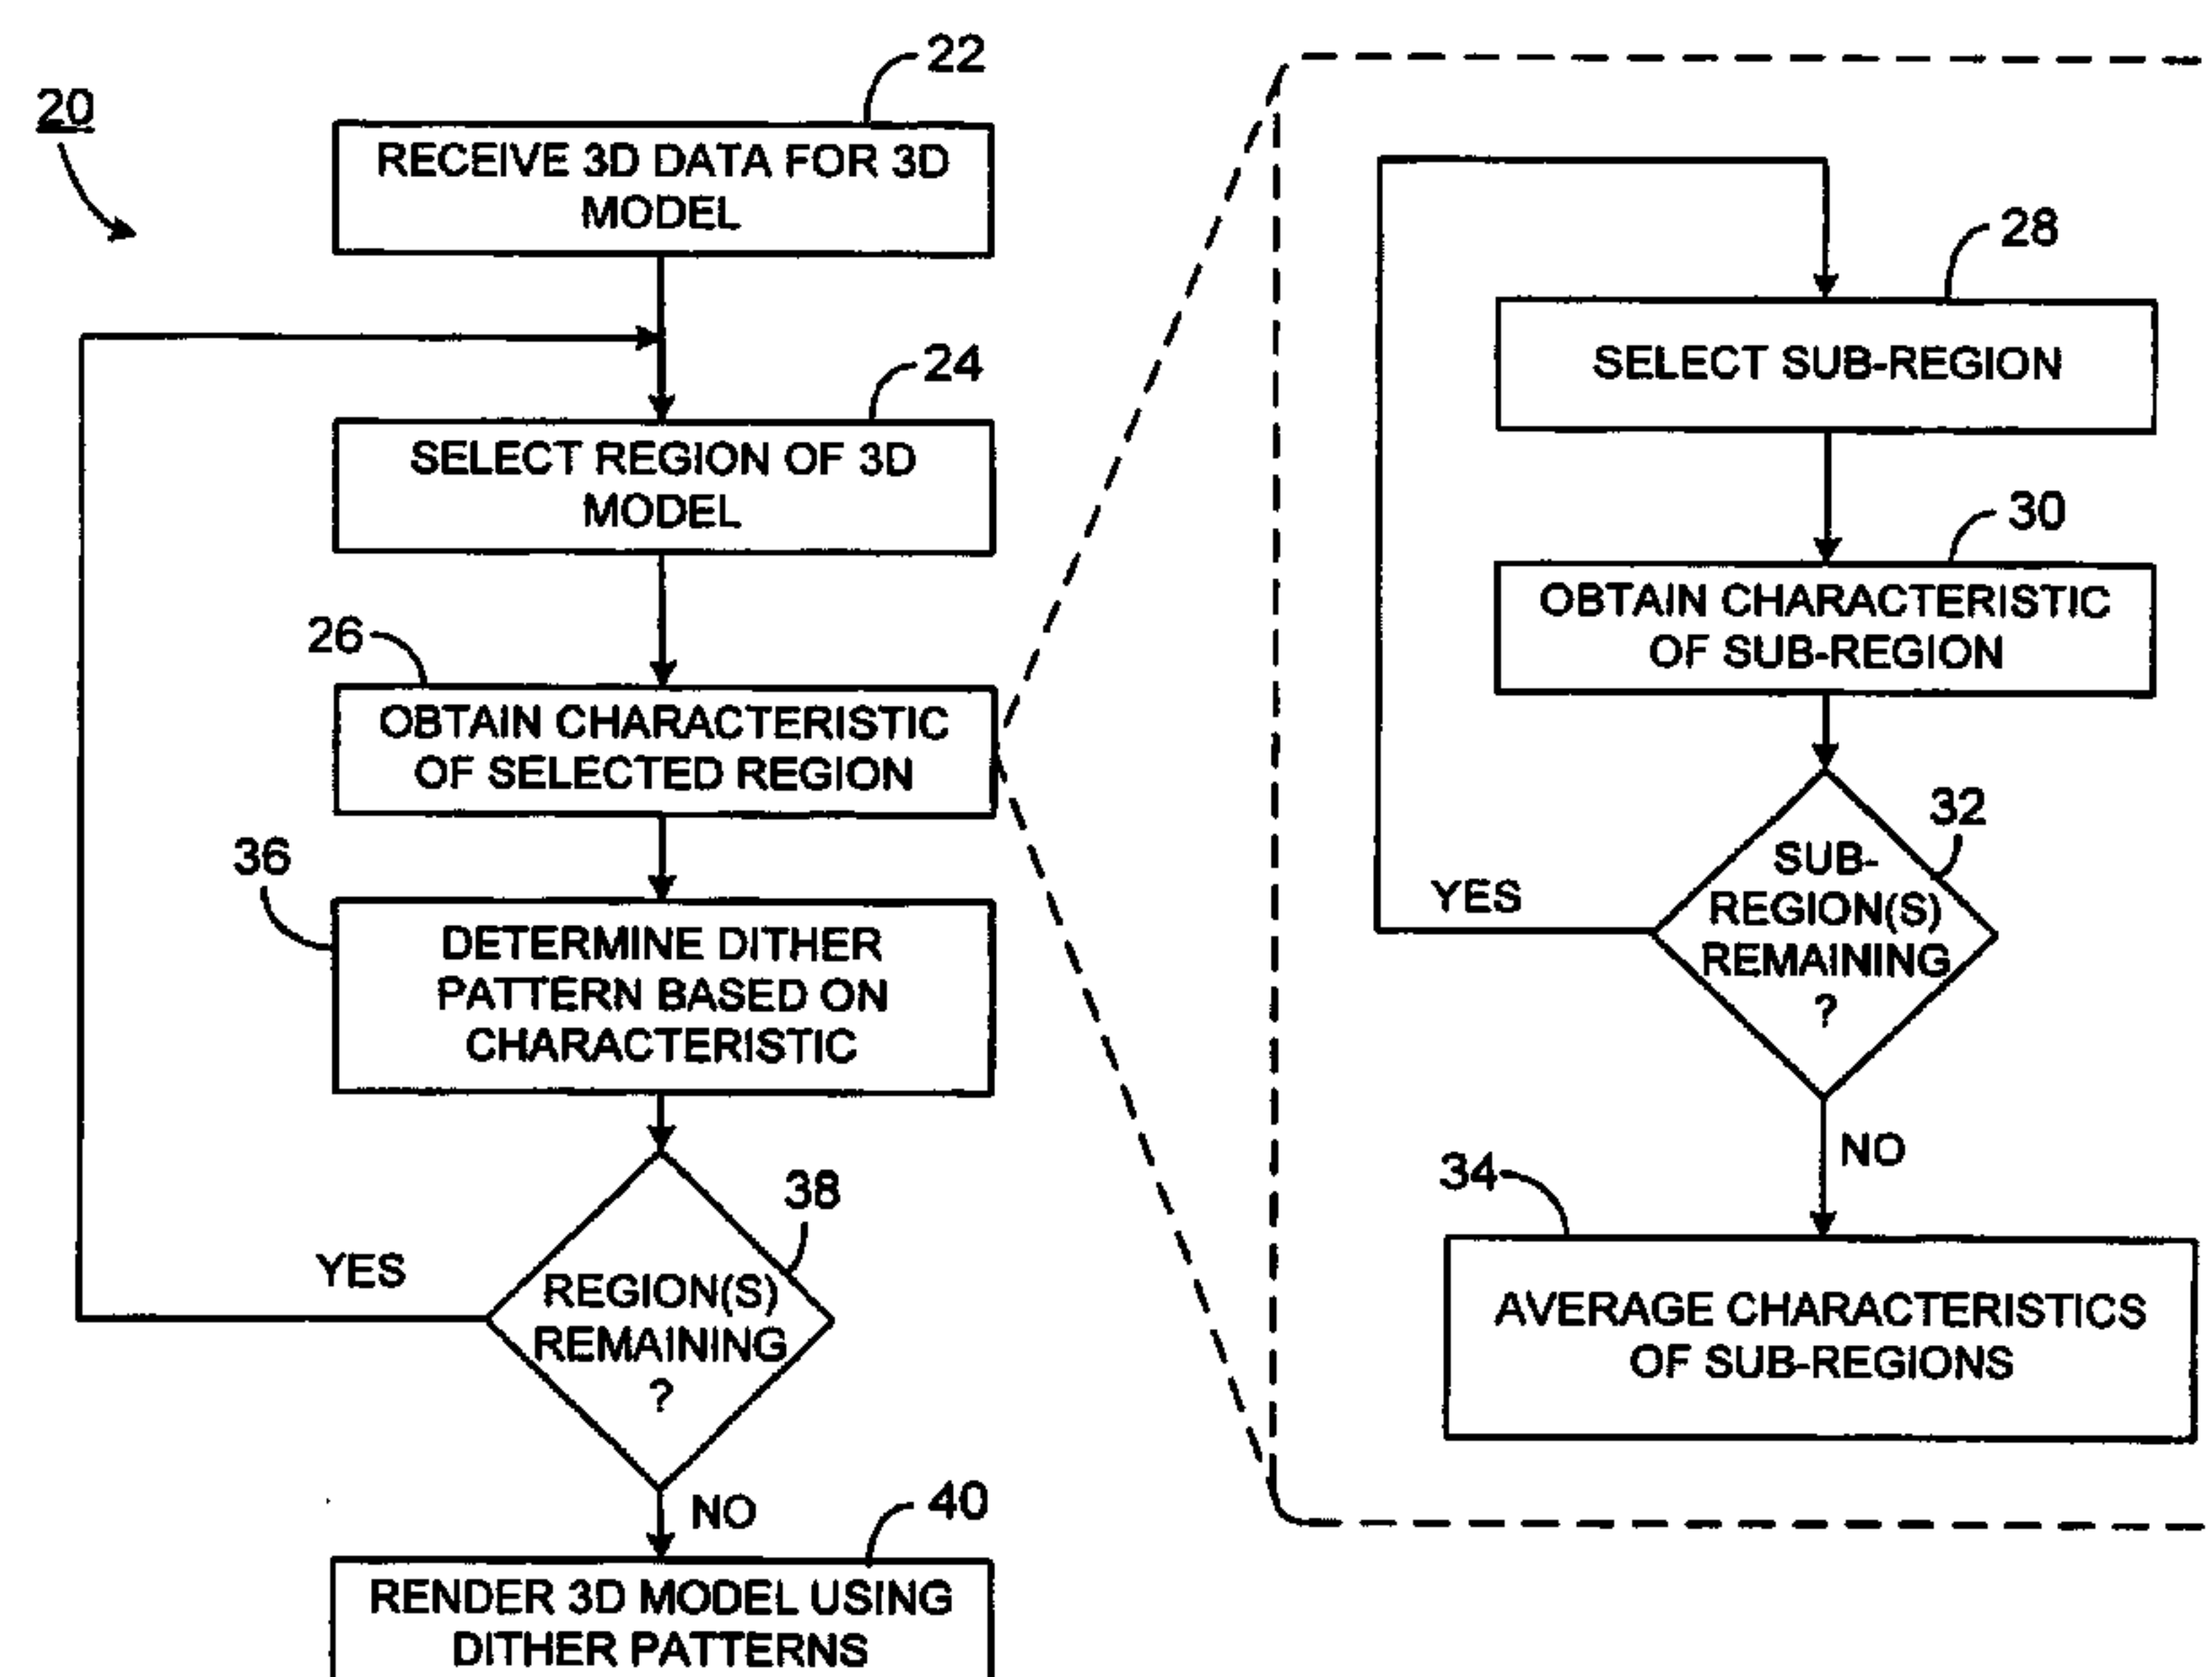 20
22
RECEIVE 3D DATA FOR 3D
MODEL
24
SELECT REGION OF 3D
MODEL
26
OBTAIN CHARACTERISTIC
OF SELECTED REGION
36
DETERMINE DITHER
PATTERN BASED ON
CHARACTERISTIC
38
REGION(S)
REMAINING
?
YES
NO
40
RENDER 3D MODEL USING
DITHER PATTERNS
28
SELECT SUB-REGION
30
OBTAIN CHARACTERISTIC
OF SUB-REGION
32
SUB-
REGION(S)
REMAINING
?
YES
NO
34
AVERAGE CHARACTERISTICS
OF SUB-REGIONS